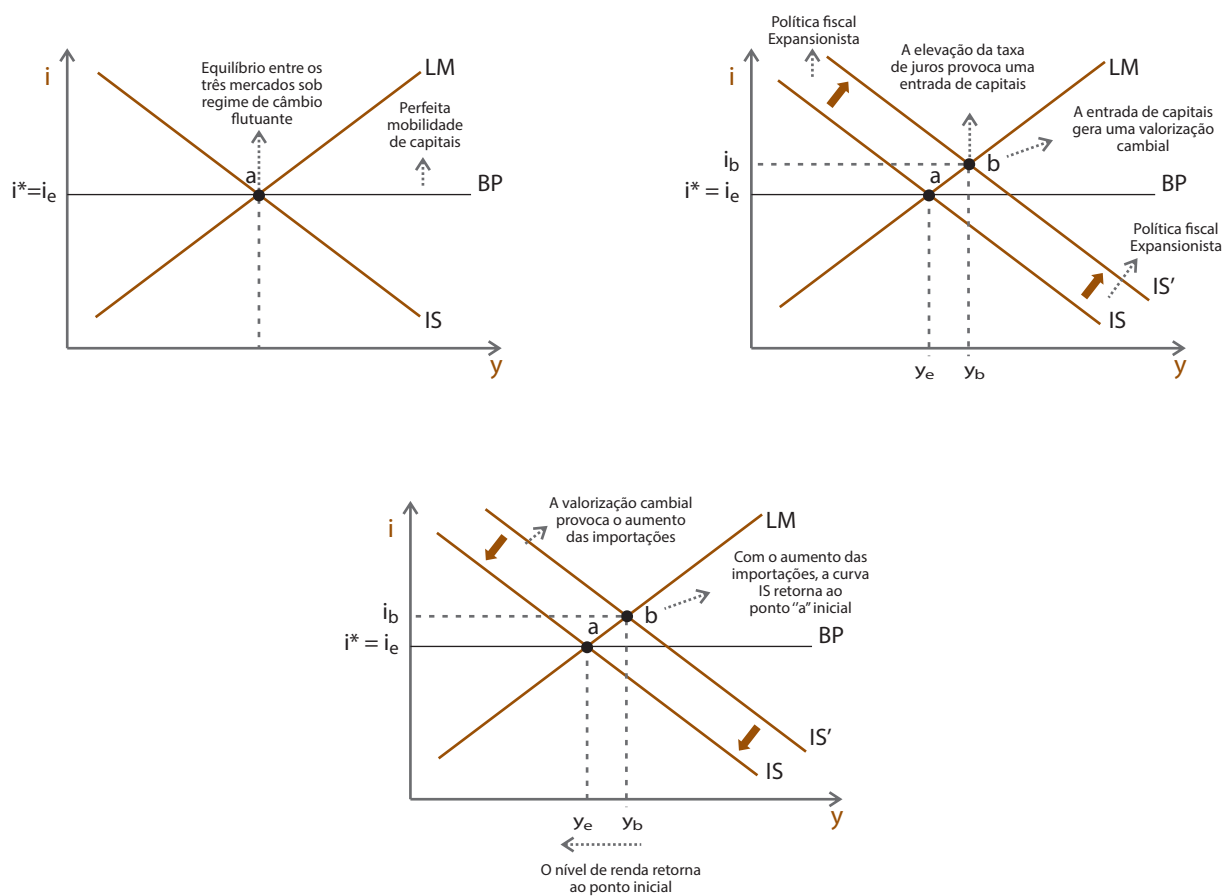 i
Equilíbrio entre os
três mercados sob
regime de câmbio
flutuante
LM
Perfeita
mobilidade
de capitais
a
i*=iₑ
BP
IS
y
Política fiscal
Expansionista
i
A elevação da taxa
de juros provoca uma
entrada de capitais
LM
A entrada de capitais
gera uma valorização
cambial
i_b
b
a
i* = iₑ
BP
Política fiscal
Expansionista
IS'
IS
y
yₑ
y_b
i
A valorização cambial
provoca o aumento
das importações
LM
Com o aumento das
importações, a curva
IS retorna ao
ponto “a” inicial
i_b
b
a
i* = iₑ
BP
IS'
IS
y
yₑ
y_b
O nível de renda retorna
ao ponto inicial